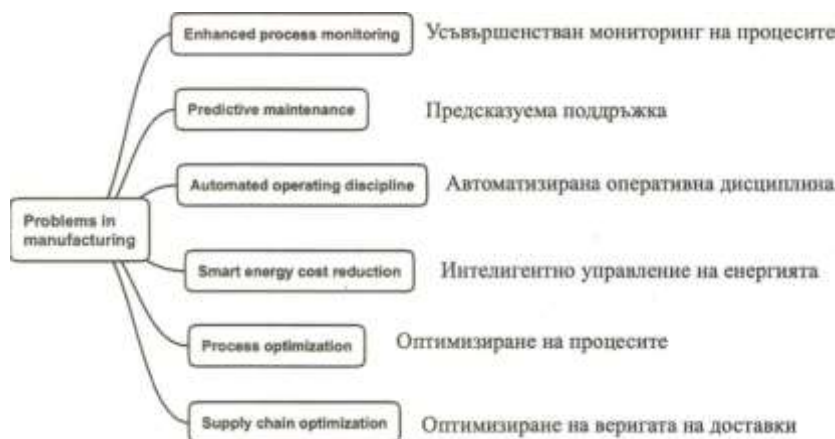 Enhanced process monitoring Усъвършенстван мониторинг на процесите
Predictive maintenance Предсказуема поддръжка
Automated operating discipline Автоматизирана оперативна дисциплина
Problems in
manufacturing
Smart energy cost reduction Интелигентно управление на енергията
Process optimization Оптимизиране на процесите
Supply chain optimization Оптимизиране на веригата на доставки